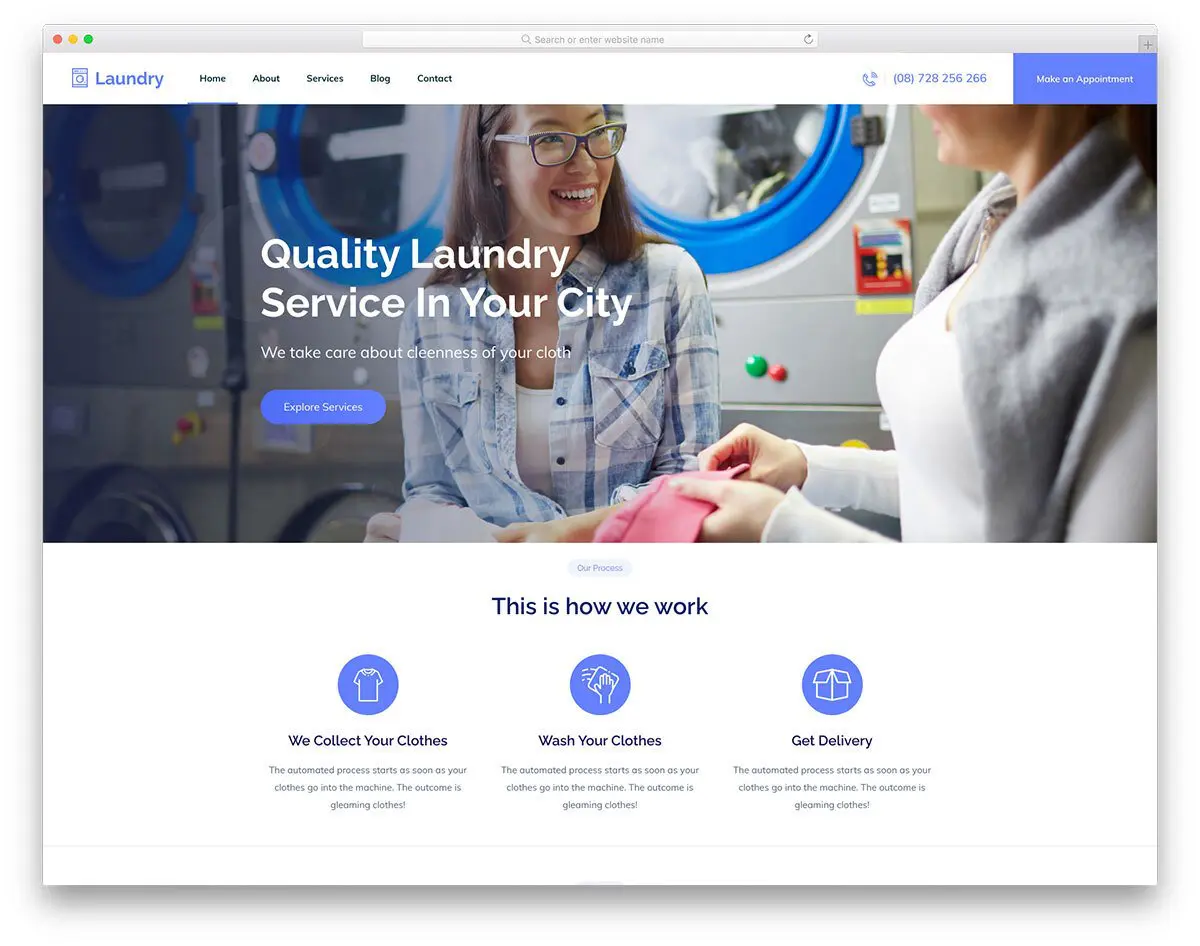 Search or enter website name
Laundry
Home
About
Services
Blog
Contact
(08) 728 256 266
Make an Appointment
Quality Laundry
Service In Your City
We take care about cleenness of your cloth
Explore Services
Our Process
This is how we work
We Collect Your Clothes
The automated process starts as soon as your
clothes go into the machine. The outcome is
gleaming clothes!
Wash Your Clothes
The automated process starts as soon as your
clothes go into the machine. The outcome is
gleaming clothes!
Get Delivery
The automated process starts as soon as your
clothes go into the machine. The outcome is
gleaming clothes!